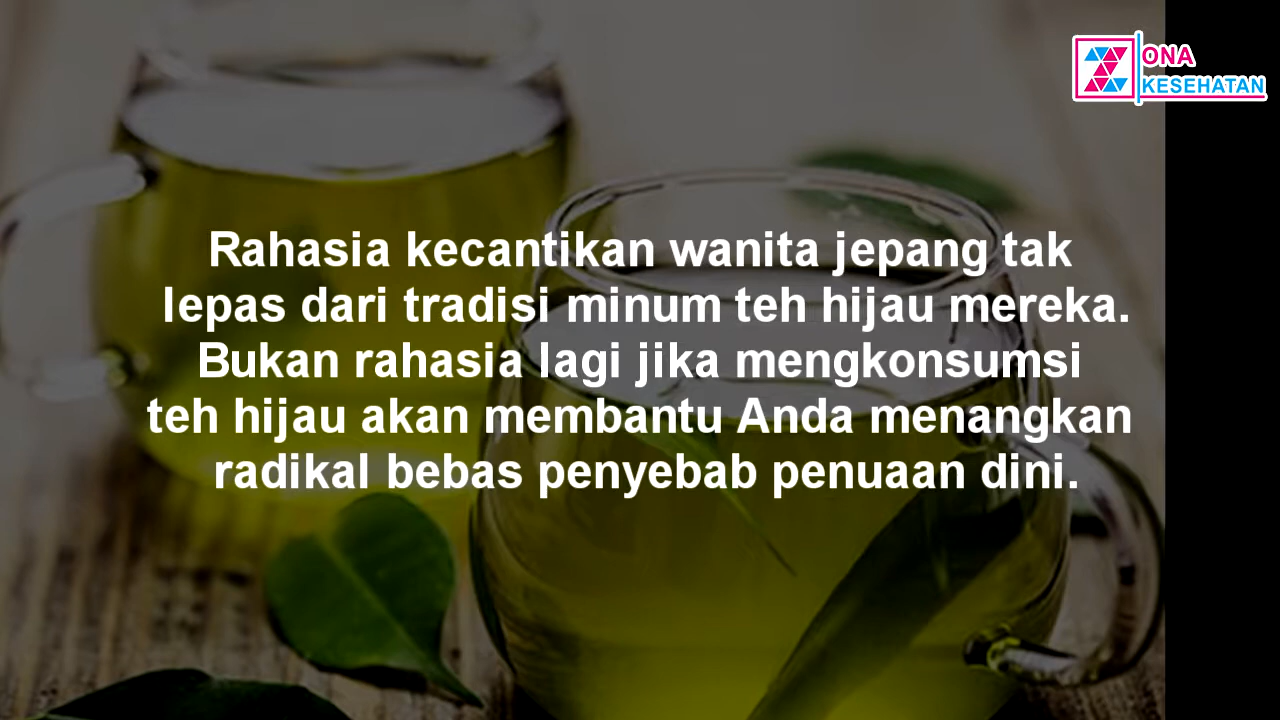 ZONA
KESEHATAN
Rahasia kecantikan wanita jepang tak
lepas dari tradisi minum teh hijau mereka.
Bukan rahasia lagi jika mengkonsumsi
teh hijau akan membantu Anda menangkan
radikal bebas penyebab penuaan dini.